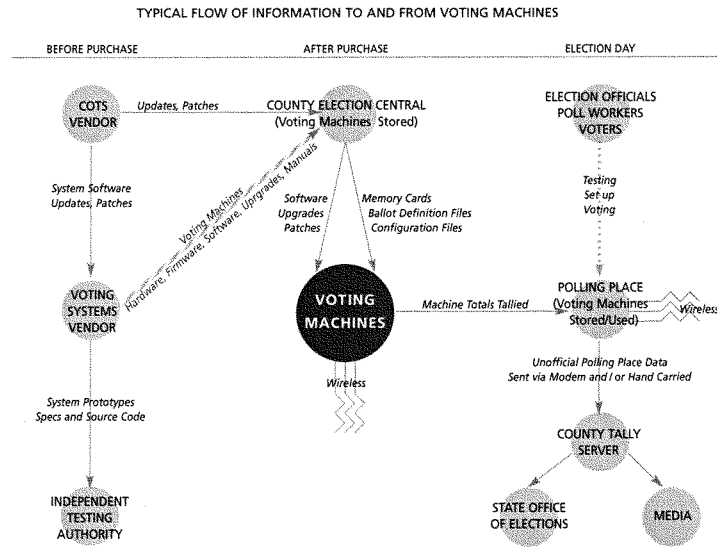 TYPICAL FLOW OF INFORMATION TO AND FROM VOTING MACHINES
BEFORE PURCHASE
AFTER PURCHASE
ELECTION DAY
COTS
VENDOR
Updates, Patches
COUNTY ELECTION CENTRAL
(Voting Machines Stored)
ELECTION OFFICIALS
POLL WORKERS
VOTERS
System Software
Updates, Patches
Voting Machines
Hardware, Firmware, Software, Uprgrades, Manuals
Software
Upgrades
Patches
Memory Cards
Ballot Definition Files
Configuration Files
Testing
Set up
Voting
VOTING
SYSTEMS
VENDOR
VOTING
MACHINES
Machine Totals Tallied
POLLING PLACE
(Voting Machines
Stored/Used)
Wireless
Wireless
System Prototypes
Specs and Source Code
Unofficial Polling Place Data
Sent via Modem and / or Hand Carried
COUNTY TALLY
SERVER
INDEPENDENT
TESTING
AUTHORITY
STATE OFFICE
OF ELECTIONS
MEDIA